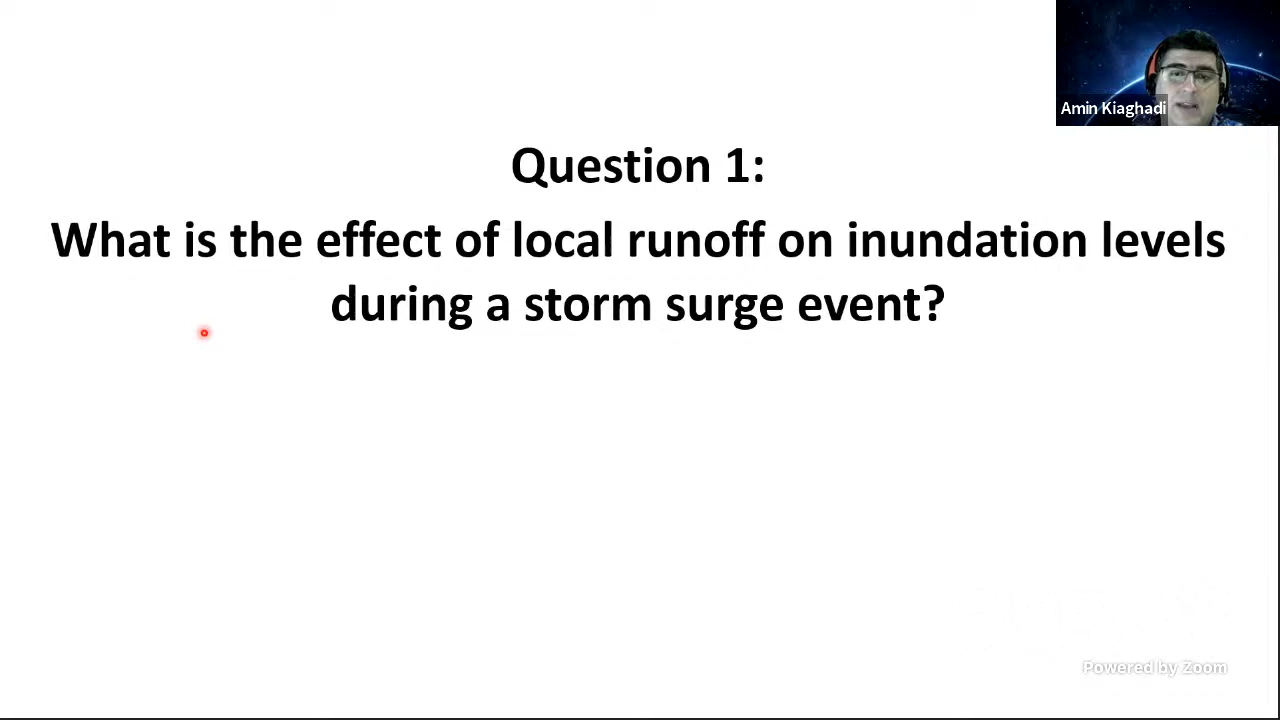 Amin Kiaghadi
Question 1:
What is the effect of local runoff on inundation levels
during a storm surge event?
Powered by Zoom